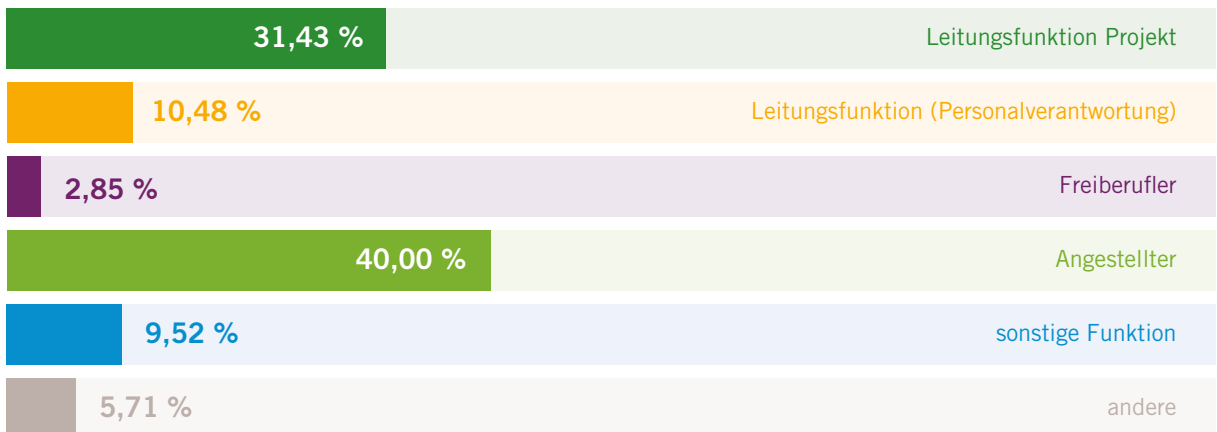 31,43 % Leitungsfunktion Projekt
10,48 % Leitungsfunktion (Personalverantwortung)
2,85 % Freiberufler
40,00 % Angestellter
9,52 % sonstige Funktion
5,71 % andere